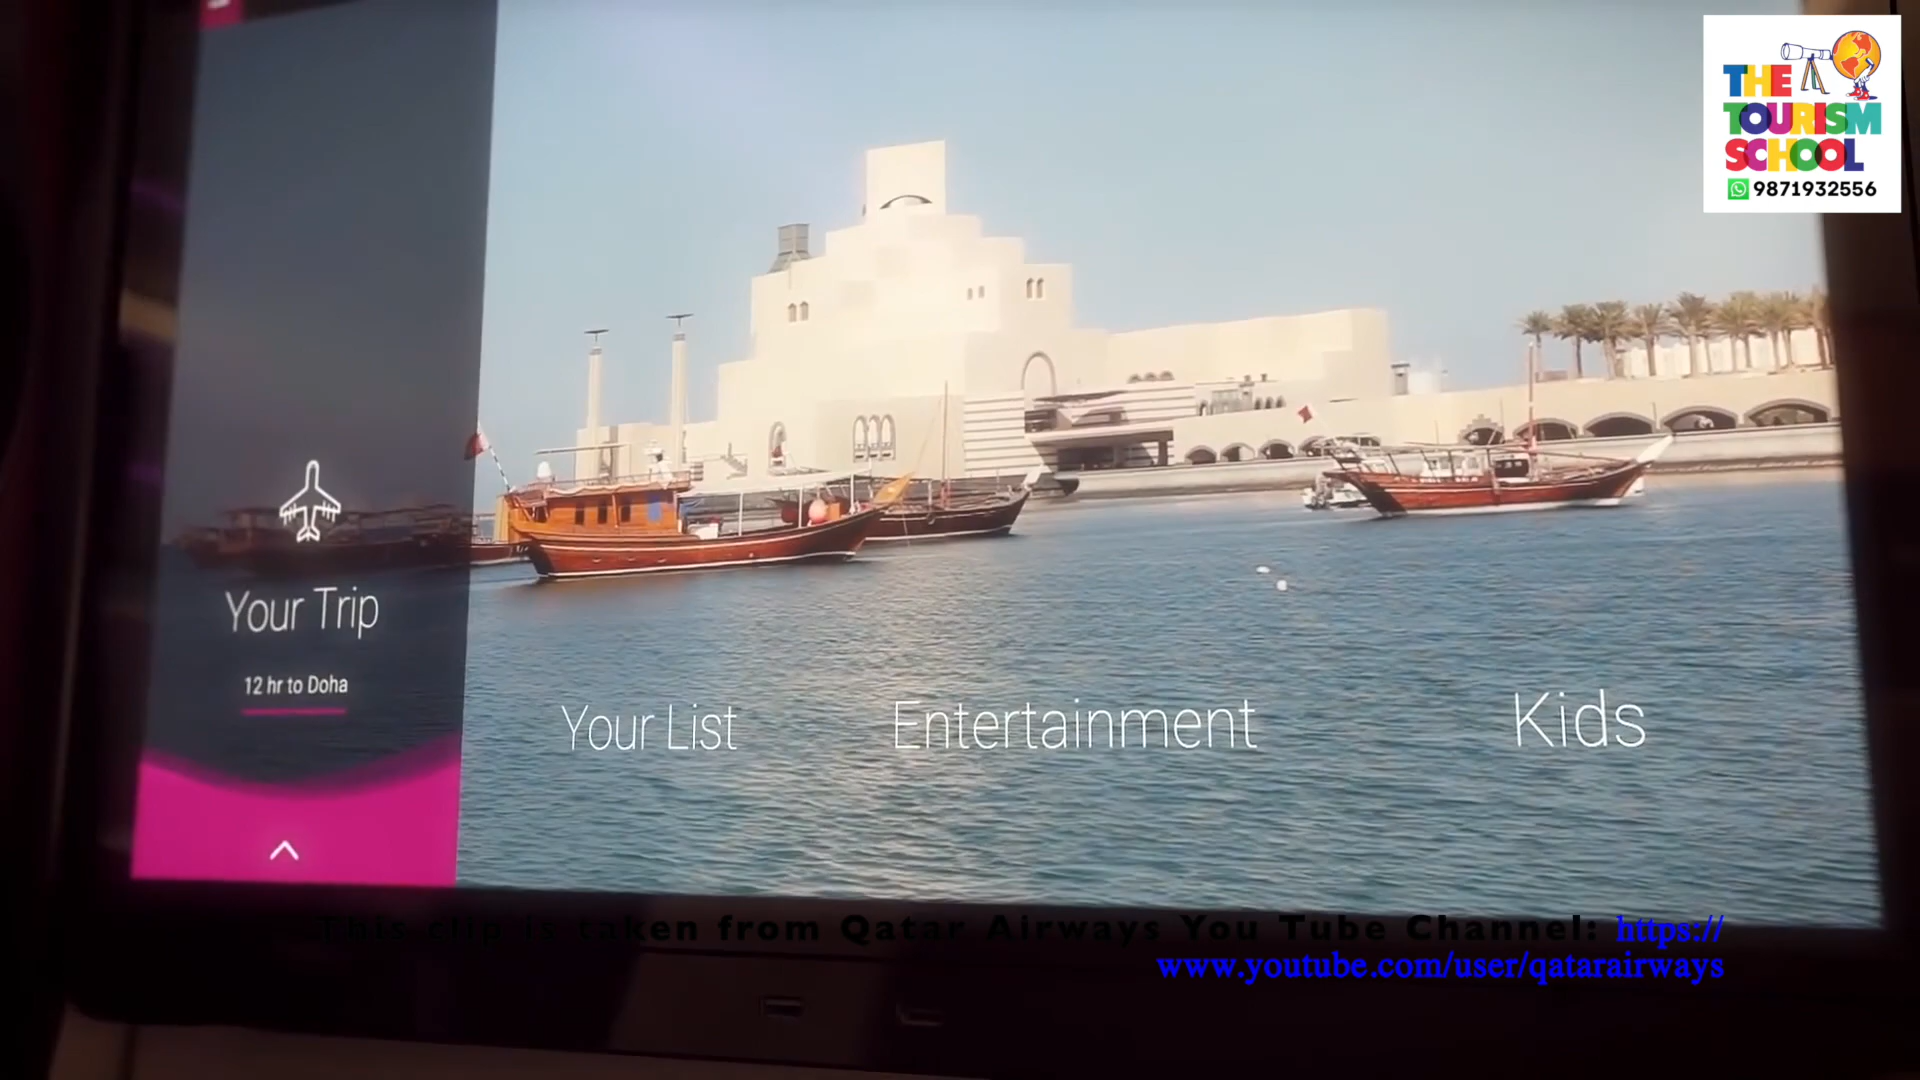 THE
TOURISM
SCHOOL
9871932556
Your Trip
12 hr to Doha
Your List
Entertainment
Kids
This clip is taken from Qatar Airways You Tube Channel: https://
www.youtube.com/user/qatarairways